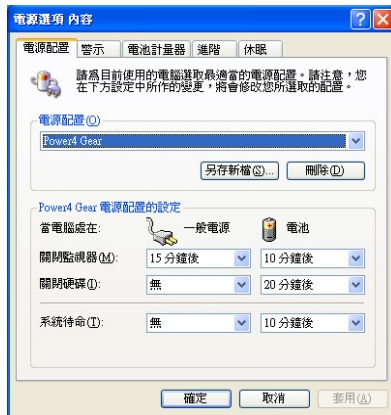 電源選項 內容
電源配置 警示 電池計量器 進階 休眠
請為目前使用的電腦選取最適當的電源配置。請注意，您
在下方設定中所作的變更，將會修改您所選取的配置。
電源配置(O)
Power4 Gear
另存新檔(S)... 刪除(D)
Power4 Gear 電源配置的設定
當電腦處在: 一般電源 電池
關閉監視器(M): 15 分鐘後 10 分鐘後
關閉硬碟(I): 無 20 分鐘後
系統待命(T): 無 10 分鐘後
確定 取消 套用(A)